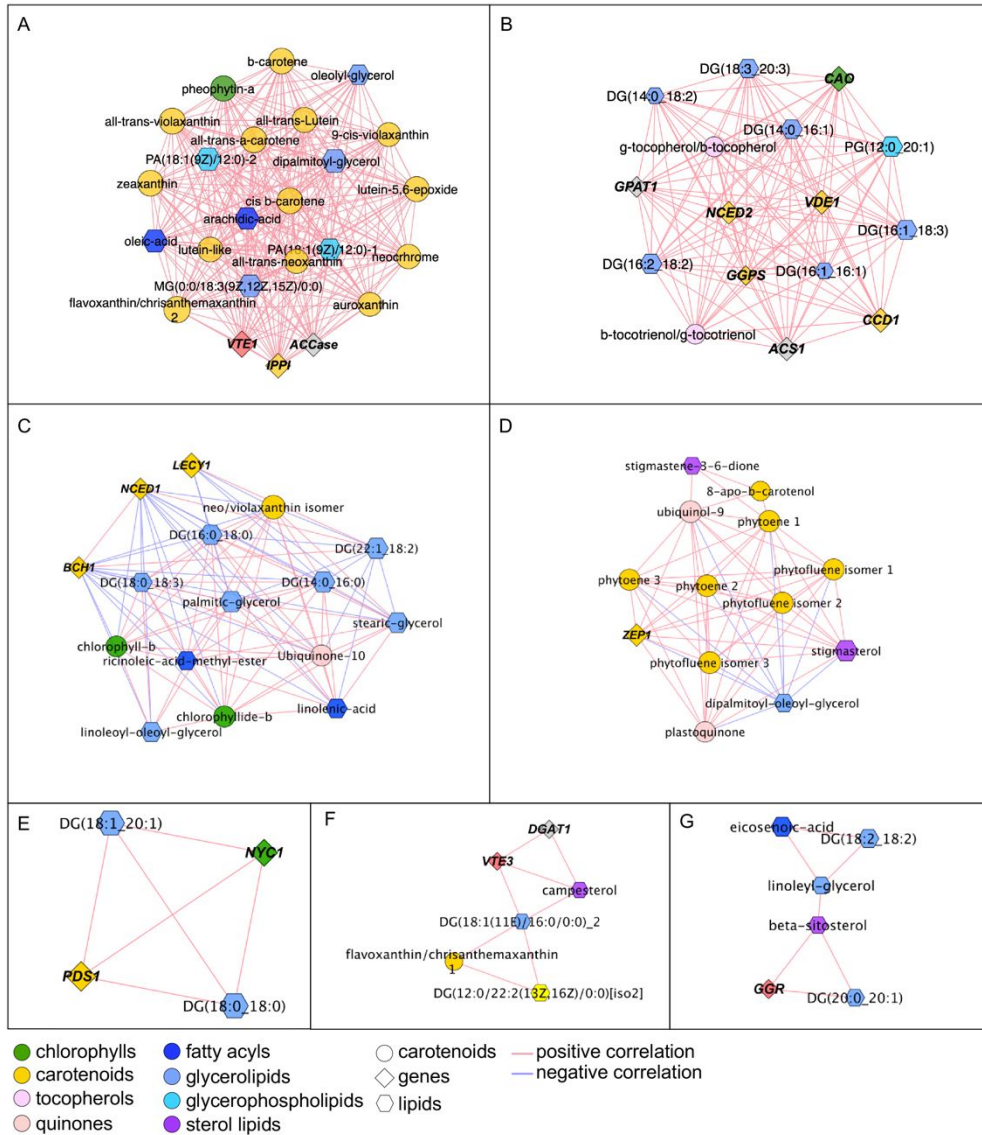 A
b-carotene
oleolyl-glycerol
pheophytin-a
all-trans-violaxanthin
all-trans-Lutein
9-cis-violaxanthin
all-trans-a-carotene
PA(18:1(9Z)/12:0)-2
dipalmitoyl-glycerol
zeaxanthin
lutein-5,6-epoxide
cis b-carotene
arachidic-acid
oleic-acid
lutein-like
PA(18:1(9Z)/12:0)-1
all-trans-neoxanthin
neocrhrome
MG(0:0/18:3(9Z,12Z,15Z)/0:0)
flavoxanthin/chrisanthemaxanthin
2
auroxanthin
VTE1
ACCase
IPPI
B
DG(18:3_20:3)
CAO
DG(14:0_18:2)
DG(14:0_16:1)
g-tocopherol/b-tocopherol
PG(12:0_20:1)
GPAT1
NCED2
VDE1
DG(16:1_18:3)
DG(16:2_18:2)
GGPS
DG(16:1_16:1)
CCD1
b-tocotrienol/g-tocotrienol
ACS1
C
LECY1
NCED1
neo/violaxanthin isomer
DG(16:0_18:0)
DG(22:1_18:2)
BCH1
DG(18:0_18:3)
DG(14:0_16:0)
palmitic-glycerol
stearic-glycerol
chlorophyll-b
ricinoleic-acid-methyl-ester
Ubiquinone-10
linolenic-acid
chlorophyllide-b
linoleoyl-oleoyl-glycerol
D
stigmastene-3-6-dione
8-apo-b-carotenol
ubiquinol-9
phytoene 1
phytofluene isomer 1
phytoene 3
phytoene 2
phytofluene isomer 2
ZEP1
stigmasterol
phytofluene isomer 3
dipalmitoyl-oleoyl-glycerol
plastoquinone
E
DG(18:1_20:1)
NYC1
PDS1
DG(18:0_18:0)
F
DGAT1
VTE3
campesterol
DG(18:1(11E)/16:0/0:0)_2
flavoxanthin/chrisanthemaxanthin
1
DG(12:0/22:2(13Z,16Z)/0:0)[iso2]
G
eicosenoic-acid
DG(18:2_18:2)
linoleyl-glycerol
beta-sitosterol
GGR
DG(20:0_20:1)
chlorophylls
carotenoids
tocopherols
quinones
fatty acyls
glycerolipids
glycerophospholipids
sterol lipids
carotenoids
genes
lipids
positive correlation
negative correlation